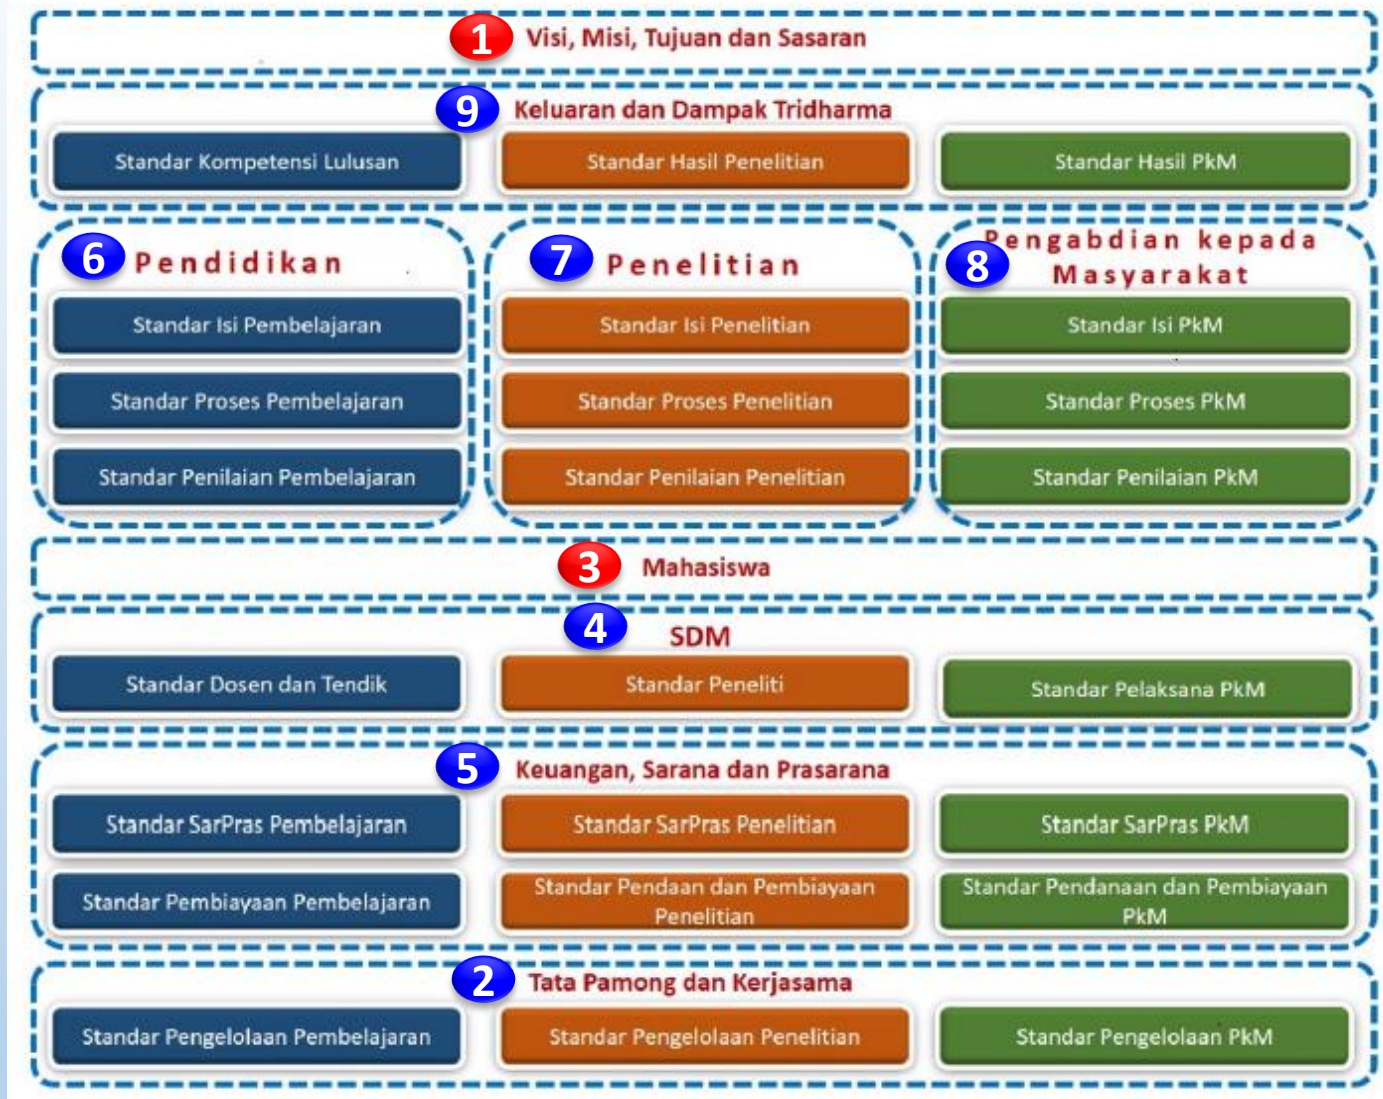 1 Visi, Misi, Tujuan dan Sasaran
9 Keluaran dan Dampak Tridharma
Standar Kompetensi Lulusan
Standar Hasil Penelitian
Standar Hasil PkM
6 Pendidikan
Standar Isi Pembelajaran
Standar Proses Pembelajaran
Standar Penilaian Pembelajaran
7 Penelitian
Standar Isi Penelitian
Standar Proses Penelitian
Standar Penilaian Penelitian
8 Pengabdian kepada
Masyarakat
Standar Isi PkM
Standar Proses PkM
Standar Penilaian PkM
3 Mahasiswa
4 SDM
Standar Dosen dan Tendik
Standar Peneliti
Standar Pelaksana PkM
5 Keuangan, Sarana dan Prasarana
Standar SarPras Pembelajaran
Standar SarPras Penelitian
Standar SarPras PkM
Standar Pembiayaan Pembelajaran
Standar Pendaan dan Pembiayaan
Penelitian
Standar Pendanaan dan Pembiayaan
PkM
2 Tata Pamong dan Kerjasama
Standar Pengelolaan Pembelajaran
Standar Pengelolaan Penelitian
Standar Pengelolaan PkM